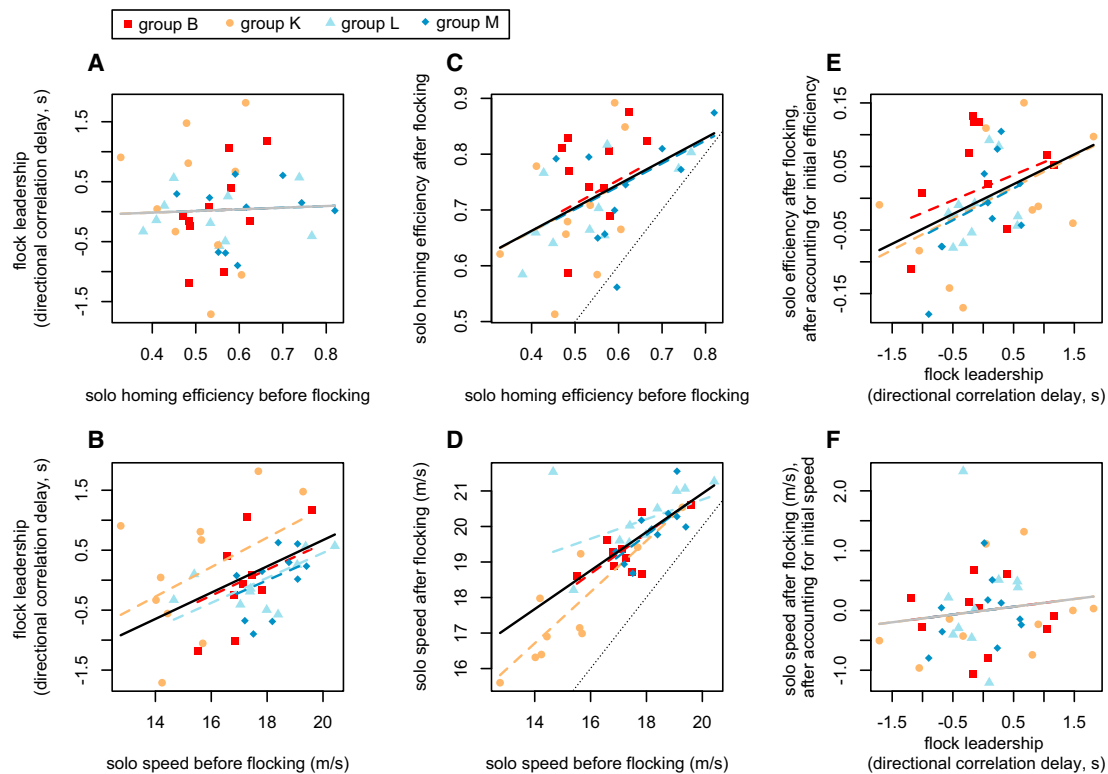 group B
group K
group L
group M
A
flock leadership
(directional correlation delay, s)
1.5
0.5
-0.5
-1.5
0.4
0.5
0.6
0.7
0.8
solo homing efficiency before flocking
C
solo homing efficiency after flocking
0.9
0.8
0.7
0.6
0.5
0.4
0.5
0.6
0.7
0.8
solo homing efficiency before flocking
E
solo efficiency after flocking,
after accounting for initial efficiency
0.15
0.05
-0.05
-0.15
-1.5
-0.5
0.5
1.5
flock leadership
(directional correlation delay, s)
B
flock leadership
(directional correlation delay, s)
1.5
0.5
-0.5
-1.5
14
16
18
20
solo speed before flocking (m/s)
D
solo speed after flocking (m/s)
21
20
19
18
17
16
14
16
18
20
solo speed before flocking (m/s)
F
solo speed after flocking (m/s),
after accounting for initial speed
2.0
1.0
0.0
-1.0
-1.5
-0.5
0.5
1.5
flock leadership
(directional correlation delay, s)